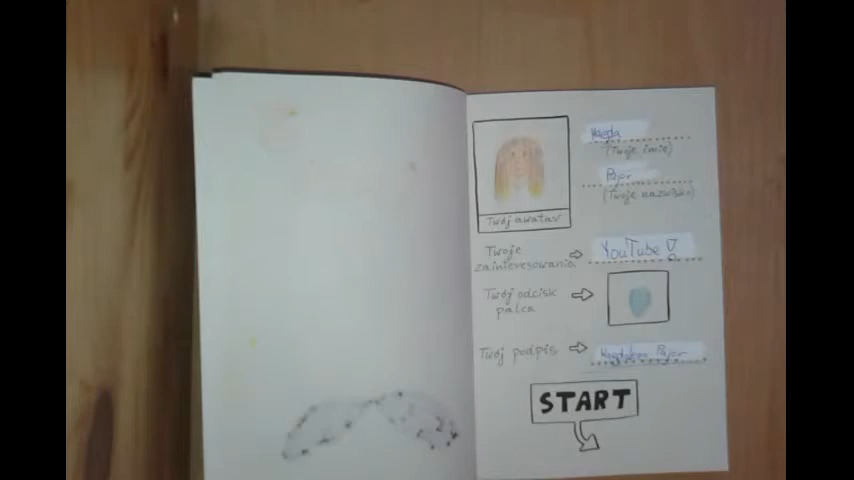 Magda
(Twoje imię)
Pajor
(Twoje nazwisko)
Twój awatar
Twoje
zainteresowania
YouTube
Twój odcisk
palca
Twój podpis
Magdalena Pajor
START